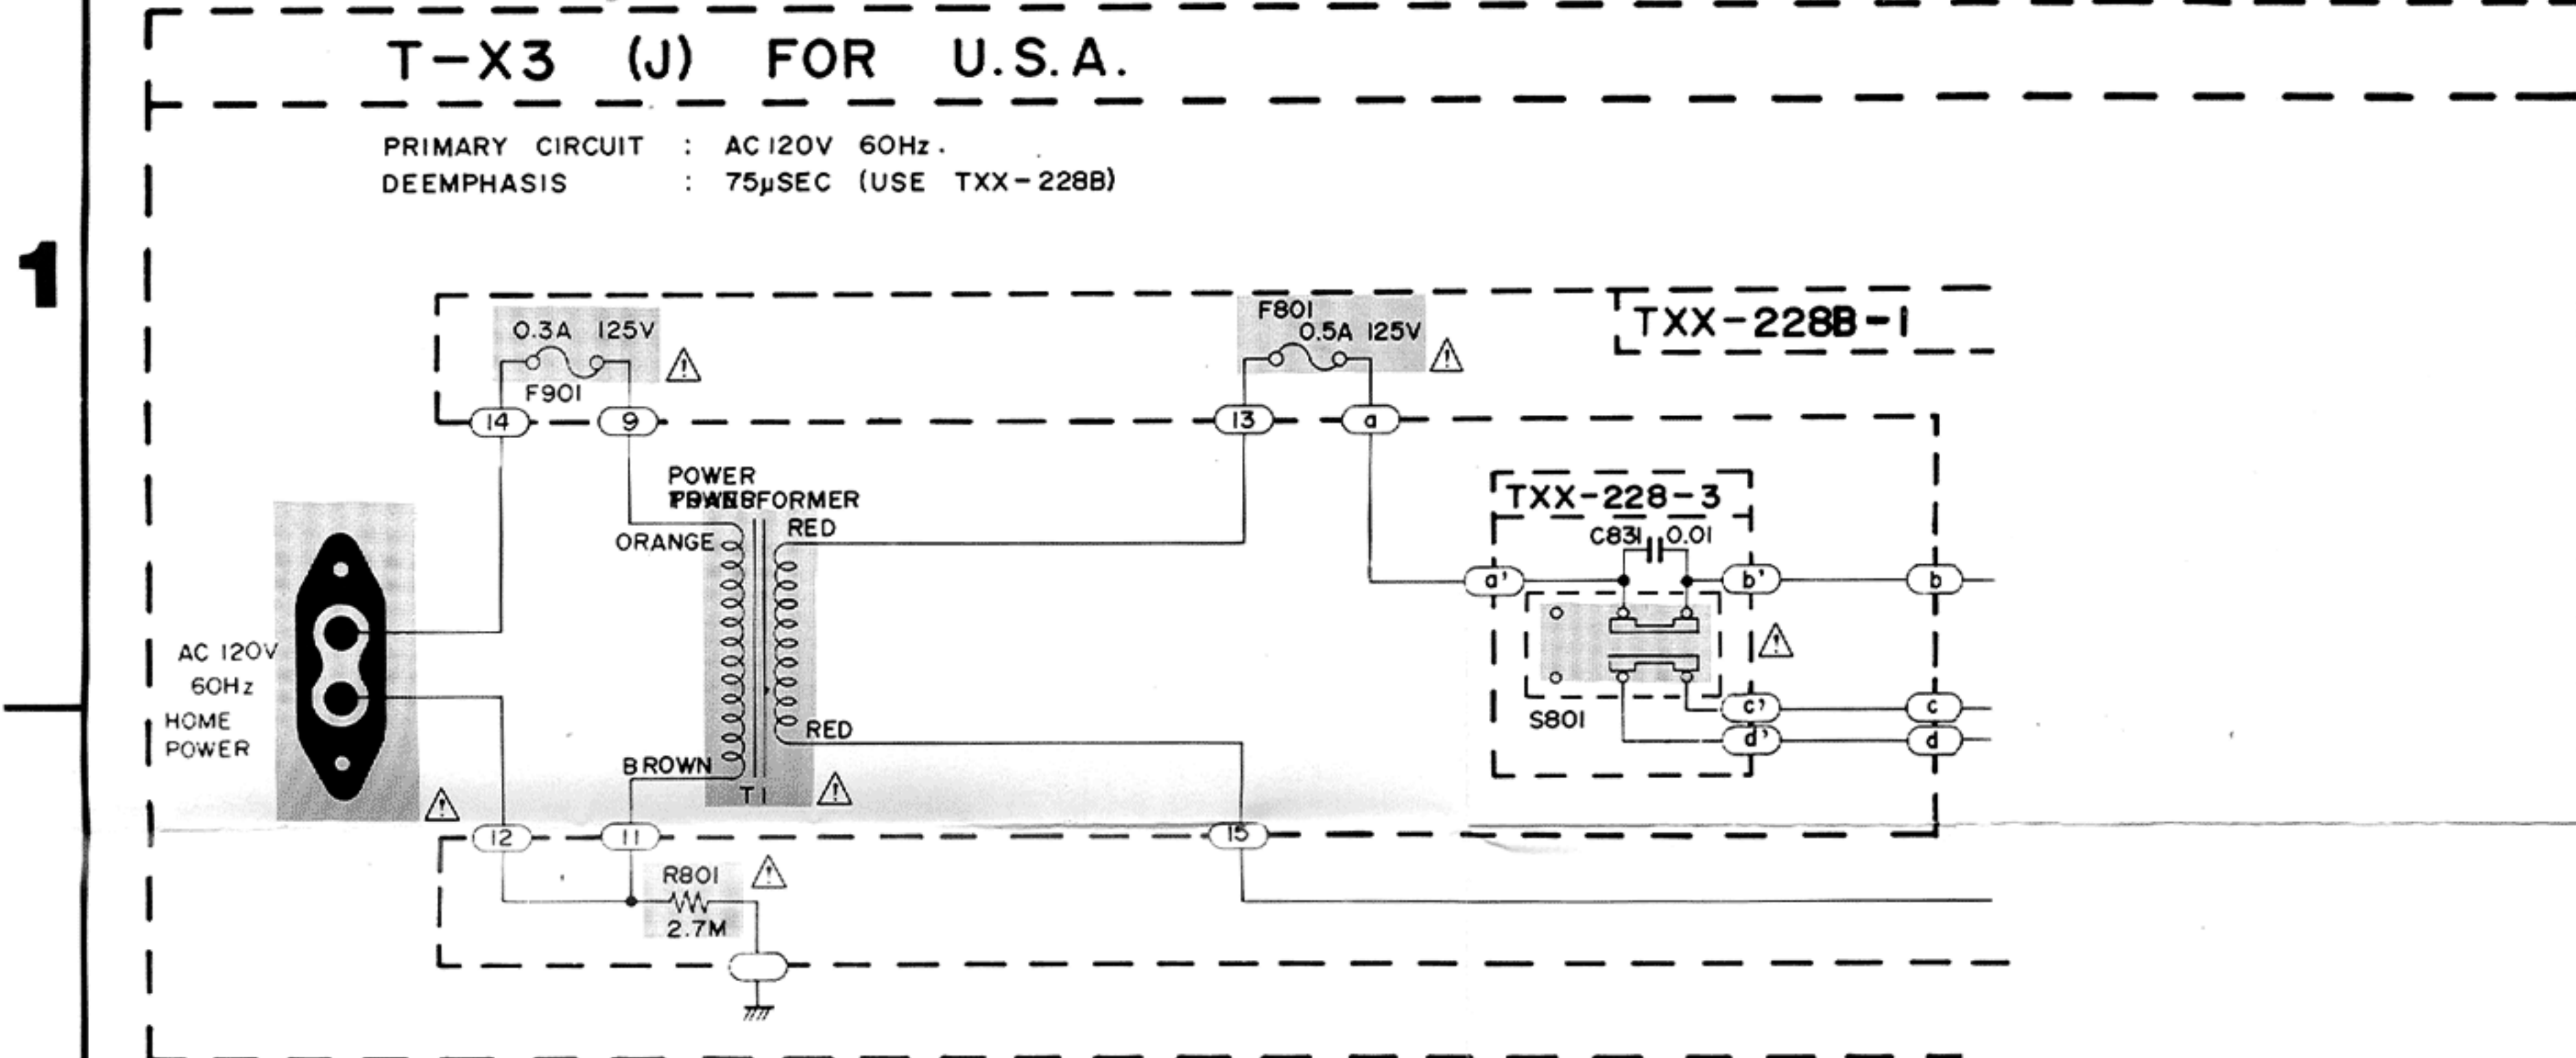 T-X3 (J) FOR U.S.A.
PRIMARY CIRCUIT : AC 120V 60Hz.
DEEMPHASIS : 75µSEC (USE TXX-228B)
1
0.3A 125V
F901
F801
0.5A 125V
TXX-228B-1
14
9
13
a
POWER
TRANSFORMER
ORANGE
RED
TXX-228-3
C831 0.01
a'
b'
b
AC 120V
60Hz
HOME
POWER
S801
c'
c
d'
d
BROWN
RED
T1
12
11
15
R801
2.7M